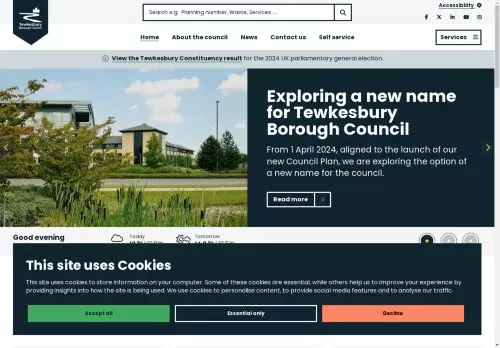 Accessibility
Tewkesbury
Borough Council
Search e.g. Planning number, Waste, Services ...
Home
About the council
News
Contact us
Self service
Services
View the Tewkesbury Constituency result for the 2024 UK parliamentary general election.
Exploring a new name
for Tewkesbury
Borough Council
From 1 April 2024, aligned to the launch of our
new Council Plan, we are exploring the option of
a new name for the council.
Read more
Good evening
Today
Tomorrow
This site uses Cookies
This site uses cookies to store information on your computer. Some of these cookies are essential, while others help us to improve your experience by
providing insights into how the site is being used. We use cookies to personalise content, to provide social media features and to analyse our traffic.
Accept all
Essential only
Decline